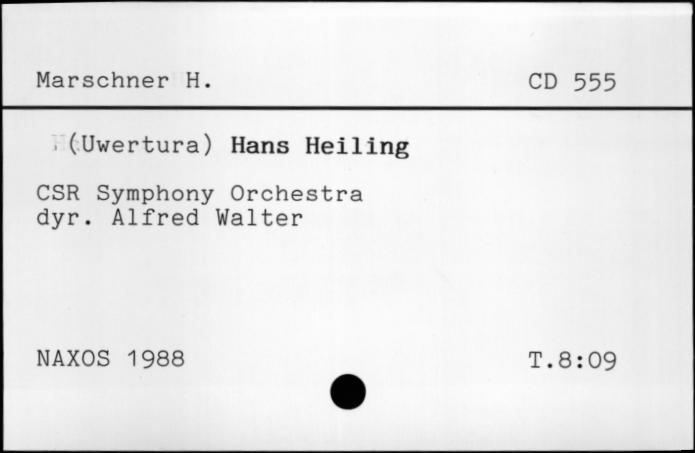 Marschner H. CD 555
(Uwertura) Hans Heiling
CSR Symphony Orchestra
dyr. Alfred Walter
NAXOS 1988 T.8:09